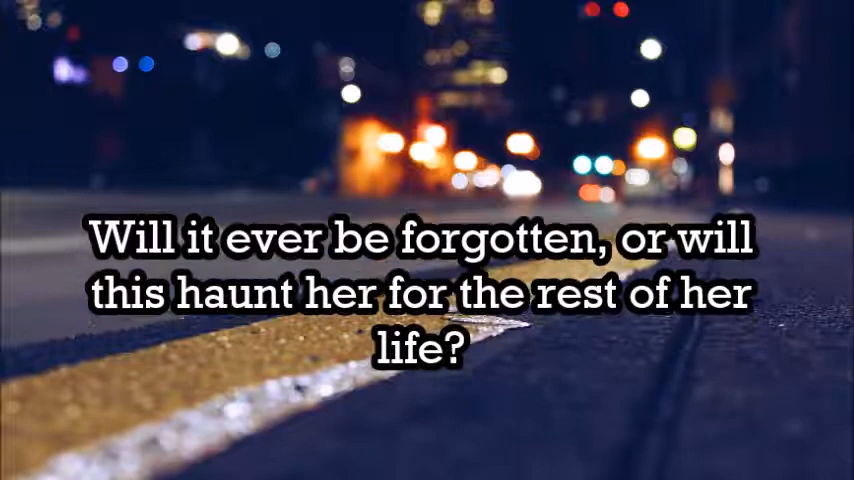 Will it ever be forgotten, or will
this haunt her for the rest of her
life?